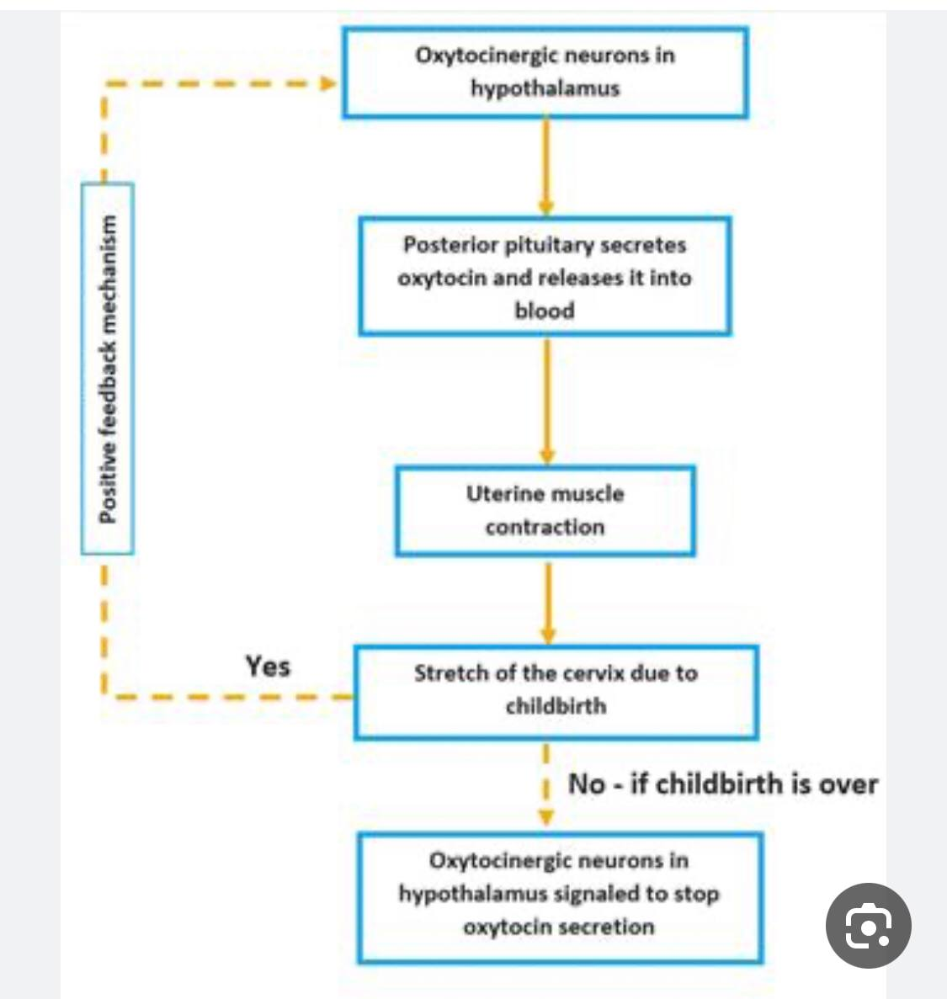 Oxytocinergic neurons in
hypothalamus
Posterior pituitary secretes
oxytocin and releases it into
blood
Uterine muscle
contraction
Positive feedback mechanism
Yes
Stretch of the cervix due to
childbirth
No - if childbirth is over
Oxytocinergic neurons in
hypothalamus signaled to stop
oxytocin secretion